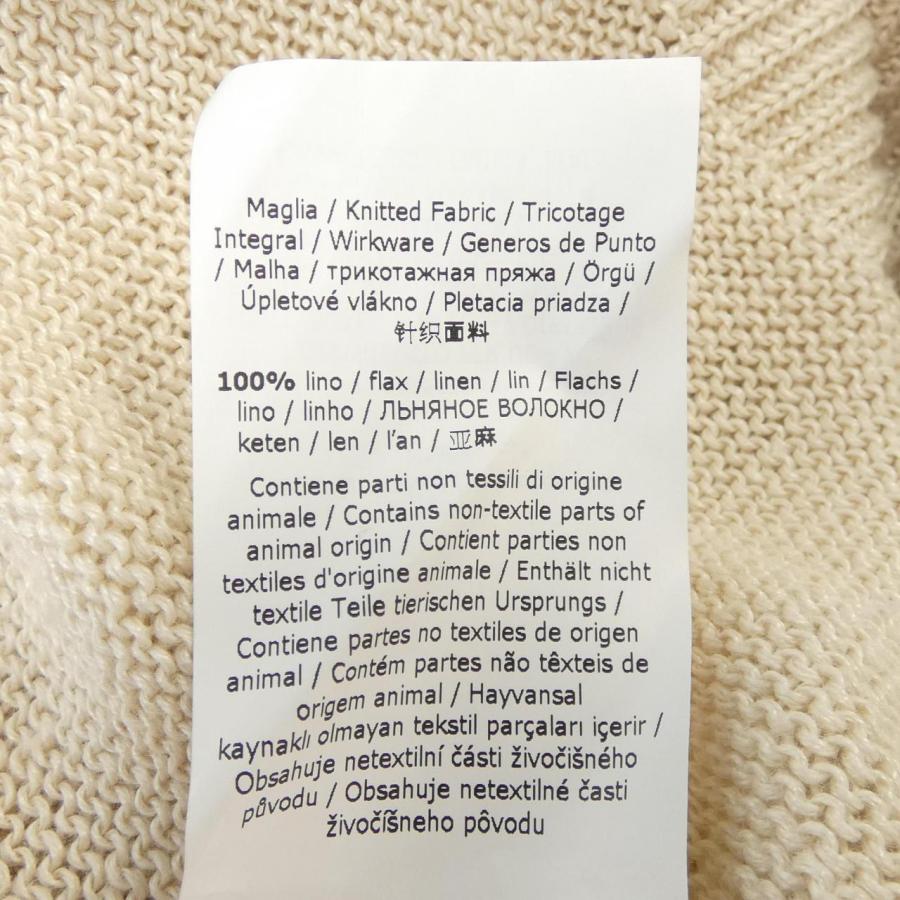 Maglia / Knitted Fabric / Tricotage
Integral / Wirkware / Generos de Punto
/ Malha / трикотажная пряжа / Örgü /
Úpletové vlákno / Pletacia priadza /
针织面料
100% lino / flax / linen / lin / Flachs /
lino / linho / ЛЬНЯНОЕ ВОЛОКНО /
keten / len / l'an / 亚麻
Contiene parti non tessili di origine
animale / Contains non-textile parts of
animal origin / Contient parties non
textiles d'origine animale / Enthält nicht
textile Teile tierischen Ursprungs /
Contiene partes no textiles de origen
animal / Contém partes não têxteis de
origem animal / Hayvansal
kaynaklı olmayan tekstil parçaları içerir /
Obsahuje netextilní části živočišného
původu / Obsahuje netextilné časti
živočíšneho pôvodu